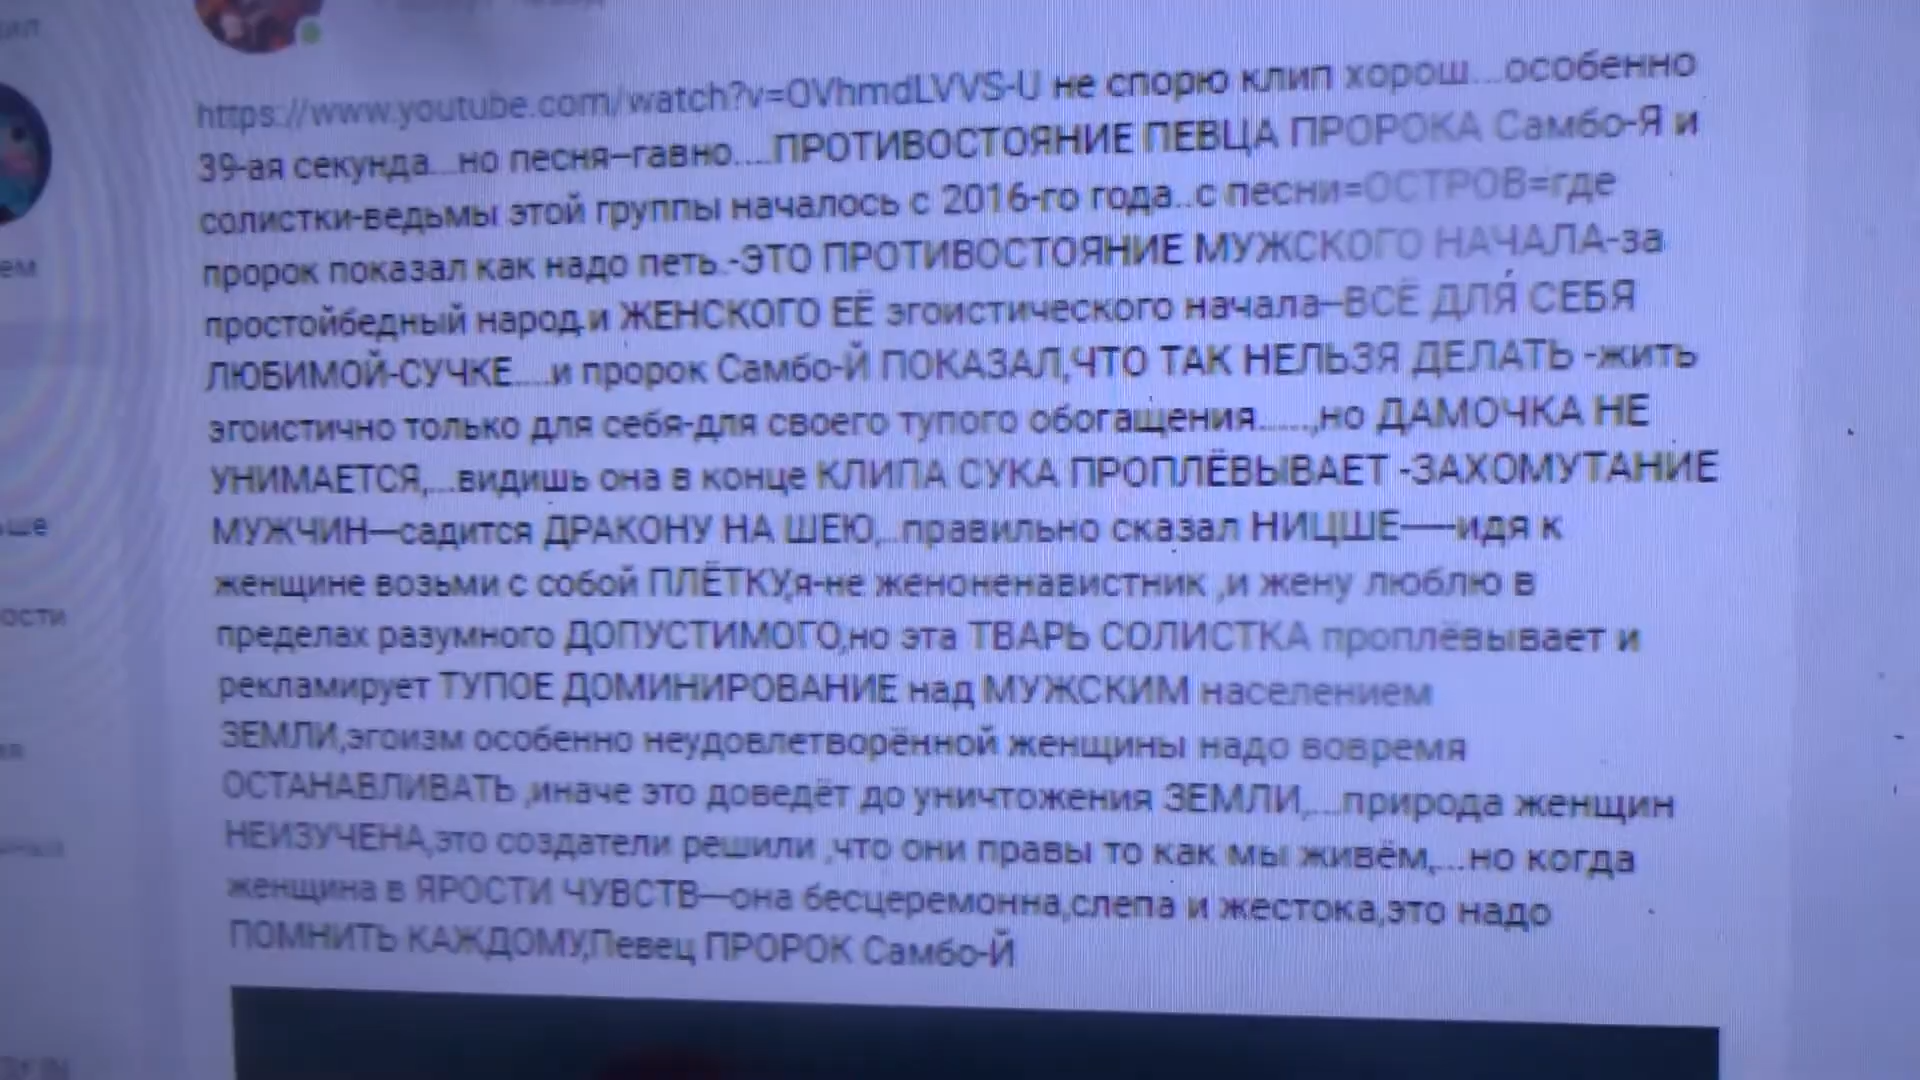 https://www.youtube.com/watch?v=OVhmdLVVS-U не спорю клип хорош...особенно
39-ая секунда...но песня–гавно....ПРОТИВОСТОЯНИЕ ПЕВЦА ПРОРОКА Самбо-Я и
солистки-ведьмы этой группы началось с 2016-го года..с песни=ОСТРОВ=где
ем
пророк показал как надо петь.-ЭТО ПРОТИВОСТОЯНИЕ МУЖСКОГО НАЧАЛА-за
простойбедный народ.и ЖЕНСКОГО ЕЁ эгоистического начала–ВСЁ ДЛЯ́ СЕБЯ
ЛЮБИМОЙ-СУЧКЕ.....и пророк Самбо-Й ПОКАЗАЛ,ЧТО ТАК НЕЛЬЗЯ ДЕЛАТЬ -жить
эгоистично только для себя-для своего тупого обогащения......,но ДАМОЧКА НЕ
УНИМАЕТСЯ,...видишь она в конце КЛИПА СУКА ПРОПЛЁВЫВАЕТ -ЗАХОМУТАНИЕ
МУЖЧИН—садится ДРАКОНУ НА ШЕЮ,..правильно сказал НИЦШЕ——идя к
ьше
женщине возьми с собой ПЛЁТКУ,я-не женоненавистник ,и жену люблю в
ости
пределах разумного ДОПУСТИМОГО,но эта ТВАРЬ СОЛИСТКА проплёвывает и
рекламирует ТУПОЕ ДОМИНИРОВАНИЕ над МУЖСКИМ населением
ЗЕМЛИ,эгоизм особенно неудовлетворённой женщины надо вовремя
ОСТАНАВЛИВАТЬ ,иначе это доведёт до уничтожения ЗЕМЛИ,....природа женщин
НЕИЗУЧЕНА,это создатели решили ,что они правы то как мы живём,....но когда
женщина в ЯРОСТИ ЧУВСТВ—она бесцеремонна,слепа и жестока,это надо
ПОМНИТЬ КАЖДОМУ,Певец ПРОРОК Самбо-Й